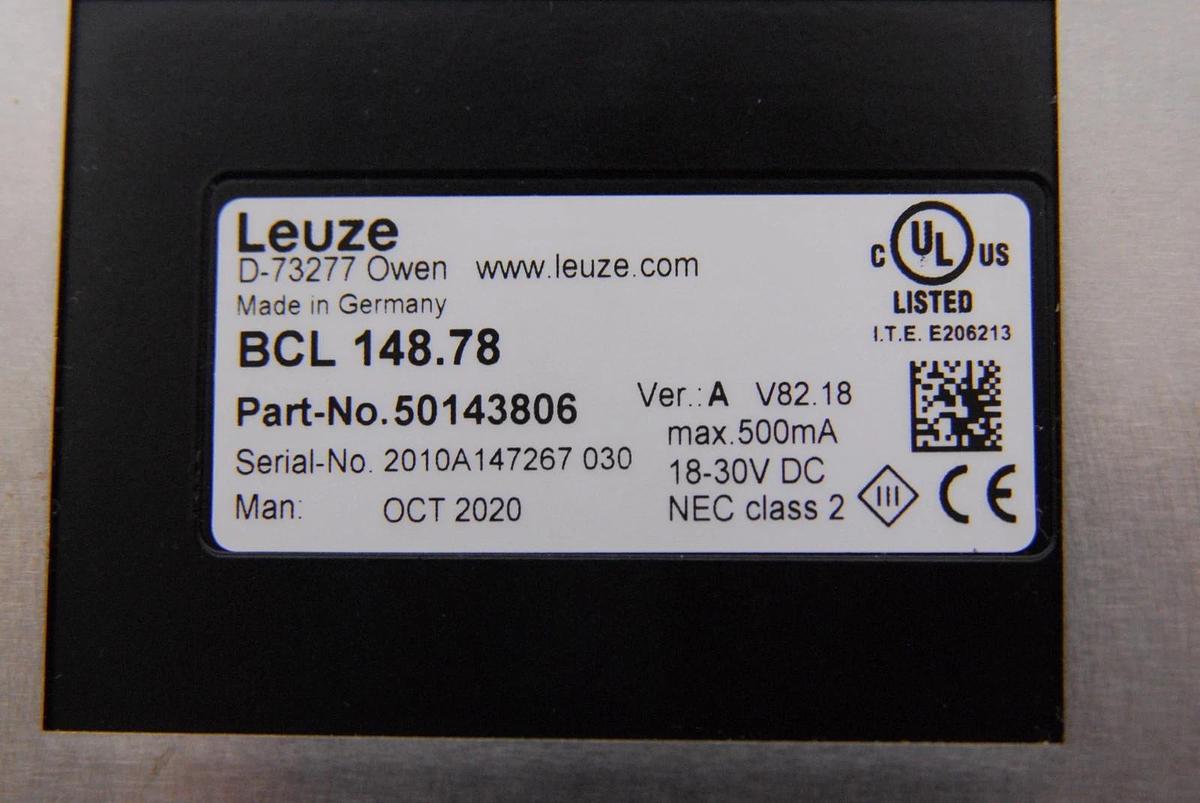 Leuze
D-73277 Owen www.leuze.com
Made in Germany
BCL 148.78
Part-No. 50143806
Serial-No. 2010A147267 030
Man: OCT 2020
Ver.: A V82.18
max.500mA
18-30V DC
NEC class 2
C UL US
LISTED
I.T.E. E206213
III CE